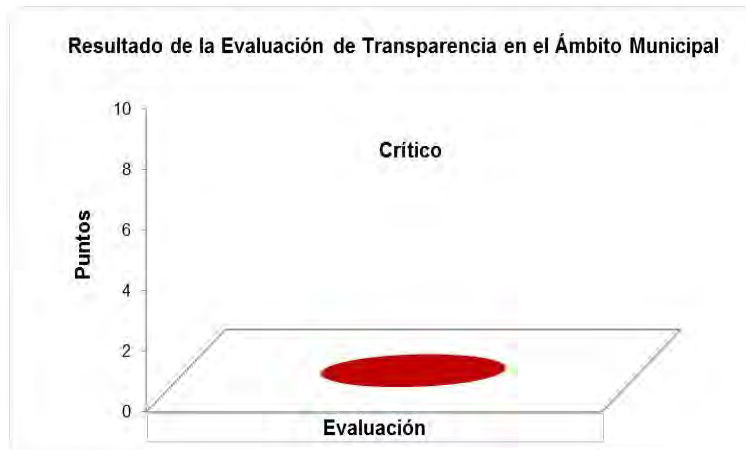 Resultado de la Evaluación de Transparencia en el Ámbito Municipal
10
Crítico
8
6
Puntos
4
2
0
Evaluación